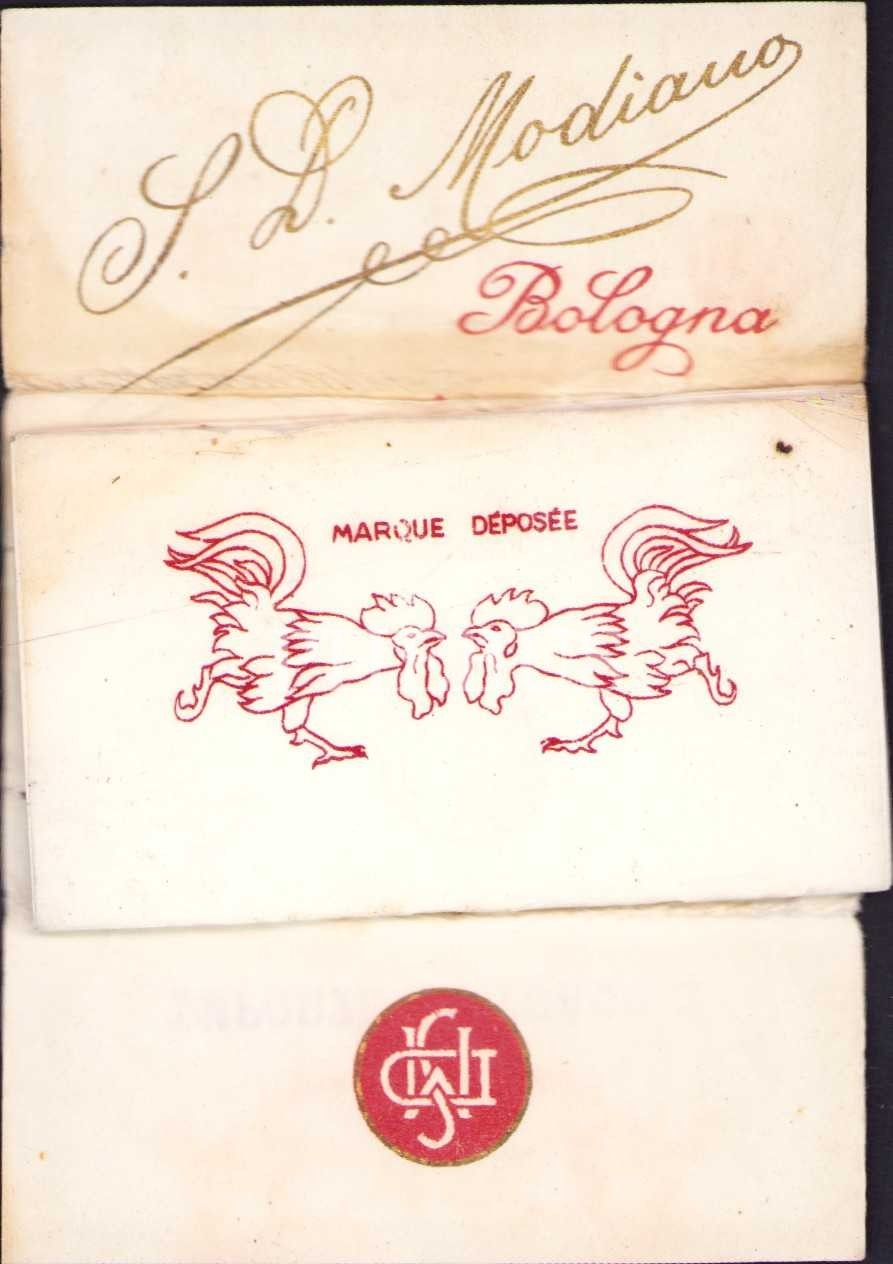 S. D. Modiano
Bologna
MARQUE DÉPOSÉE